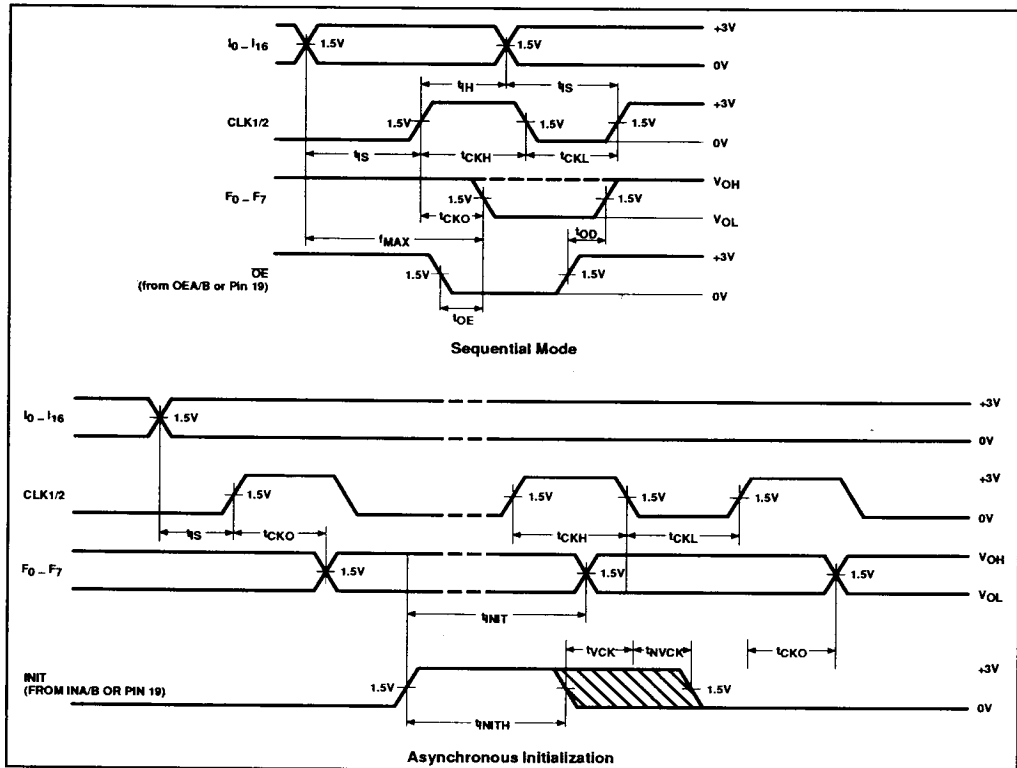 +3V
I0 – I16
1.5V
1.5V
0V
tIH
tIS
+3V
CLK1/2
1.5V
1.5V
1.5V
0V
tIS
tCKH
tCKL
VOH
F0 – F7
1.5V
1.5V
VOL
tCKO
tOD
fMAX
+3V
OE
(from OEA/B or Pin 19)
1.5V
1.5V
0V
tOE
Sequential Mode
+3V
I0 – I16
1.5V
0V
+3V
CLK1/2
1.5V
1.5V
1.5V
1.5V
0V
tIS
tCKO
tCKH
tCKL
VOH
F0 – F7
1.5V
1.5V
1.5V
VOL
tINIT
tVCK
tNVCK
tCKO
+3V
INIT
(FROM INA/B OR PIN 19)
1.5V
1.5V
0V
tINITH
Asynchronous Initialization